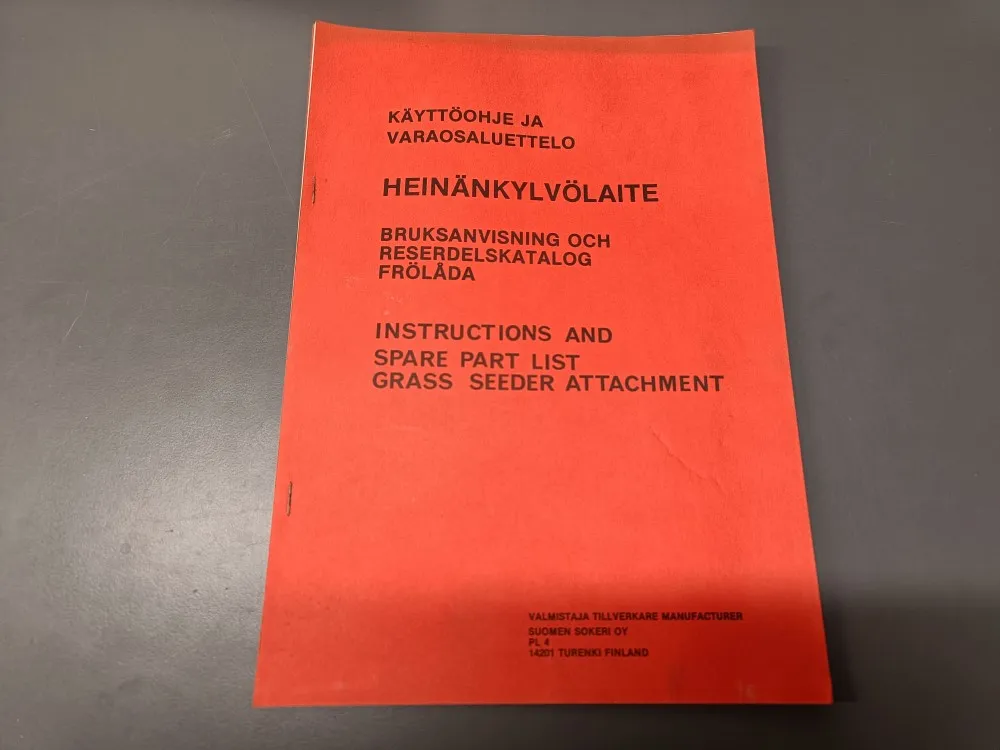 KÄYTTÖOHJE JA
VARAOSALUETTELO
HEINÄNKYLVÖLAITE
BRUKSANVISNING OCH
RESERDELSKATALOG
FRÖLÅDA
INSTRUCTIONS AND
SPARE PART LIST
GRASS SEEDER ATTACHMENT
VALMISTAJA TILLVERKARE MANUFACTURER
SUOMEN SOKERI OY
PL 4
14201 TURENKI FINLAND